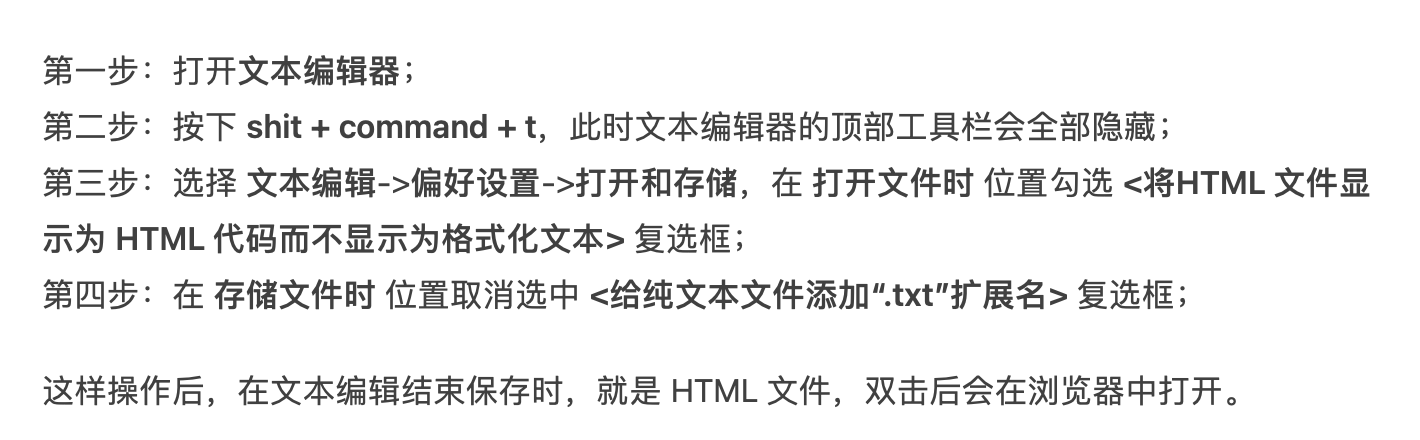 第一步：打开文本编辑器；
第二步：按下 shit + command + t，此时文本编辑器的顶部工具栏会全部隐藏；
第三步：选择 文本编辑->偏好设置->打开和存储，在 打开文件时 位置勾选 <将HTML 文件显
示为 HTML 代码而不显示为格式化文本> 复选框；
第四步：在 存储文件时 位置取消选中 <给纯文本文件添加“.txt”扩展名> 复选框；
这样操作后，在文本编辑结束保存时，就是 HTML 文件，双击后会在浏览器中打开。